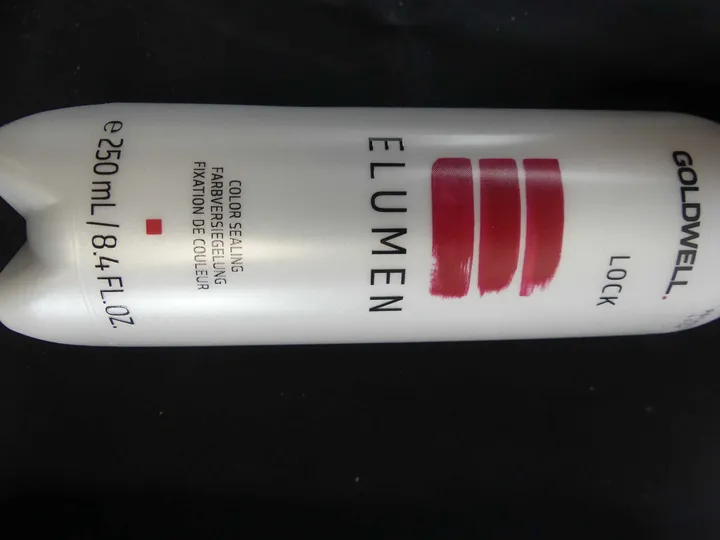 GOLDWELL.
LOCK
ELUMEN
COLOR SEALING
FARBVERSIEGELUNG
FIXATION DE COULEUR
e 250 mL / 8.4 FL.OZ.